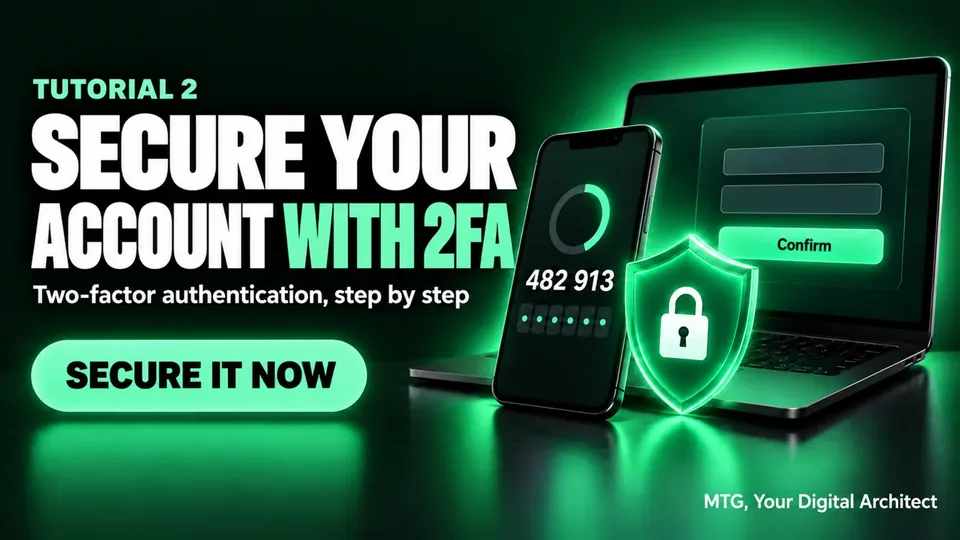 TUTORIAL 2
SECURE YOUR
ACCOUNT WITH 2FA
Two-factor authentication, step by step
SECURE IT NOW
482 913
Confirm
MTG, Your Digital Architect